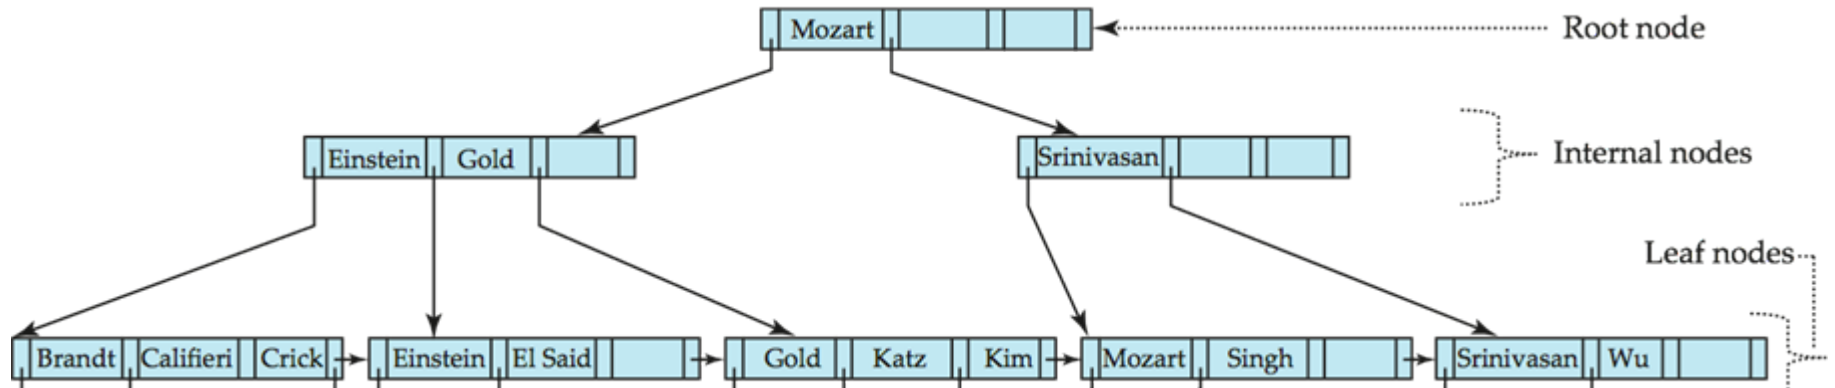 Mozart
Root node
Einstein Gold
Srinivasan
Internal nodes
Leaf nodes
Brandt Califieri Crick Einstein El Said Gold Katz Kim Mozart Singh Srinivasan Wu